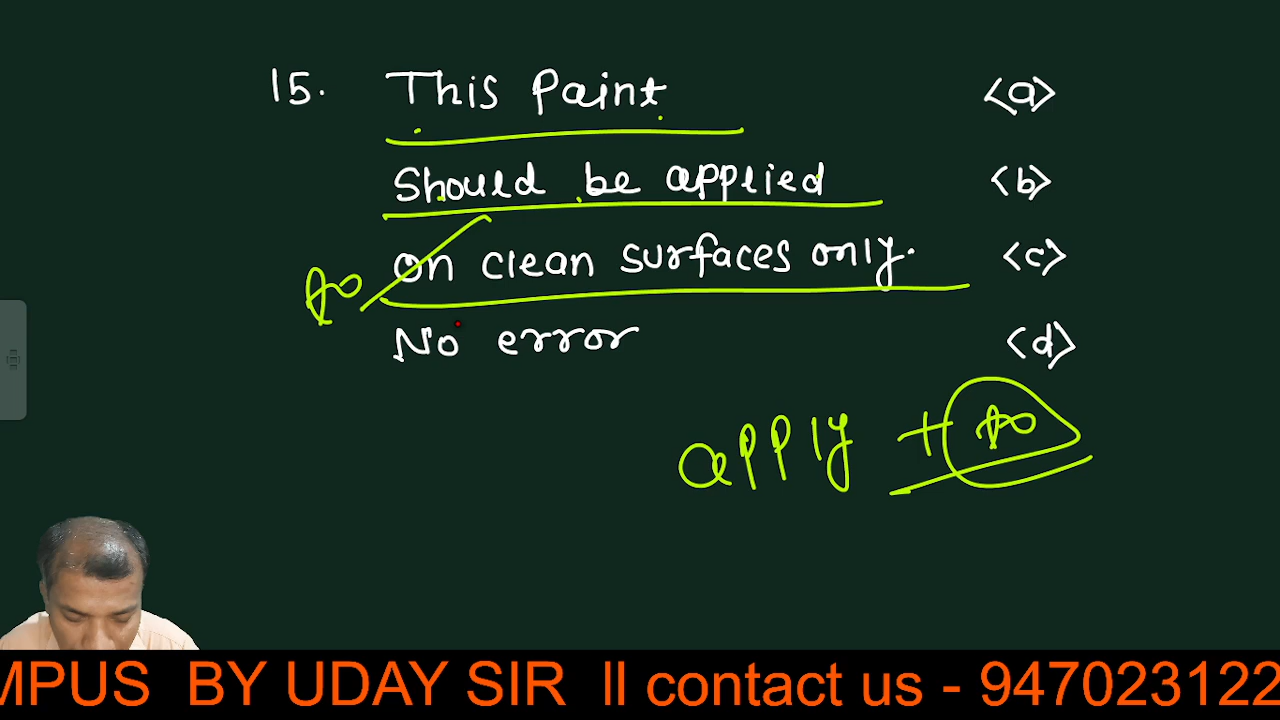 15. This Paint <a>
Should be applied <b>
to on clean surfaces only. <c>
No error <d>
apply + to
MPUS BY UDAY SIR ll contact us - 947023122